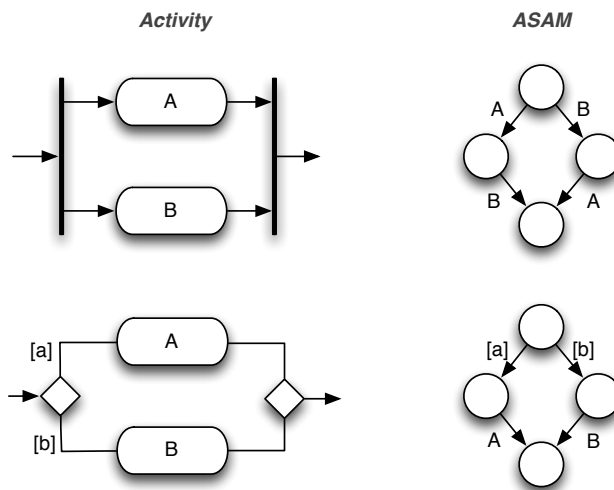 Activity ASAM
A
A B
B
B A
[a] A [a] [b]
[b] B A B